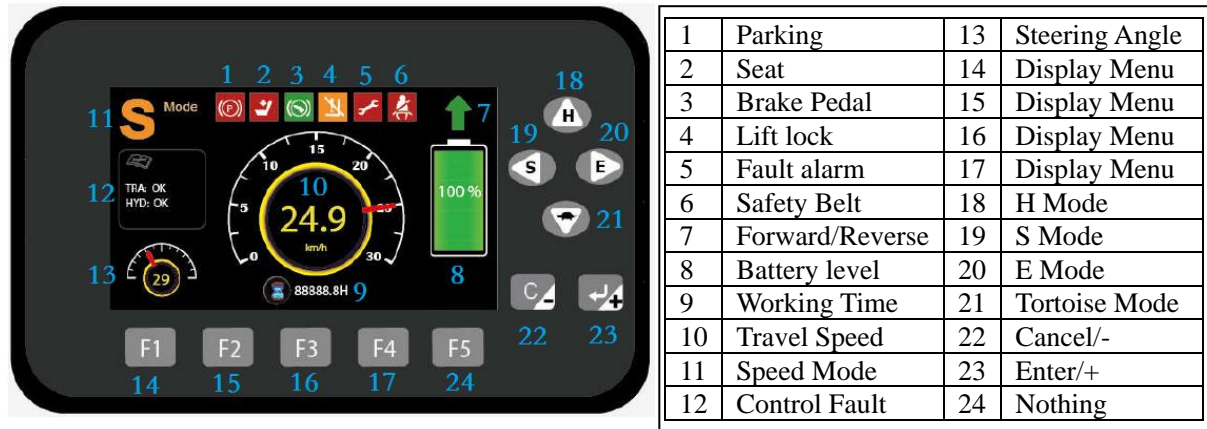 1 2 3 4 5 6
18
11 S Mode
7
H
19 20
S E
15
10 20
12 TRA: OK
HYD: OK
10
100 %
5 24.9 25
21
km/h
0 30
13 29
8
88888.8H 9
C - ↵ +
22 23
F1 F2 F3 F4 F5
14 15 16 17 24
1 Parking 13 Steering Angle
2 Seat 14 Display Menu
3 Brake Pedal 15 Display Menu
4 Lift lock 16 Display Menu
5 Fault alarm 17 Display Menu
6 Safety Belt 18 H Mode
7 Forward/Reverse 19 S Mode
8 Battery level 20 E Mode
9 Working Time 21 Tortoise Mode
10 Travel Speed 22 Cancel/-
11 Speed Mode 23 Enter/+
12 Control Fault 24 Nothing